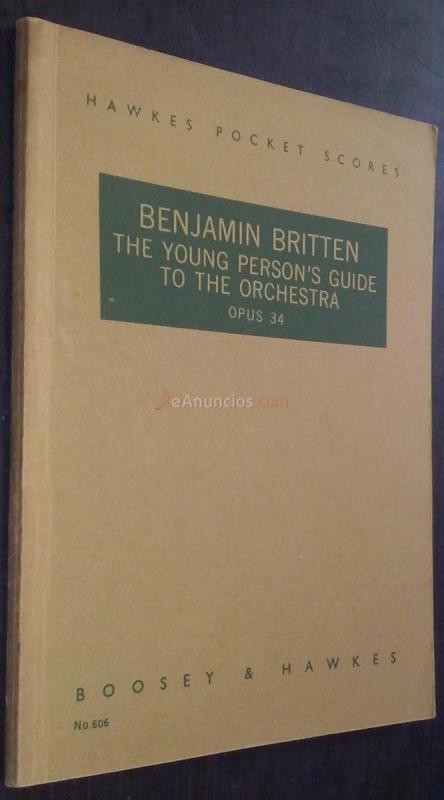 HAWKES POCKET SCORES
BENJAMIN BRITTEN
THE YOUNG PERSON'S GUIDE
TO THE ORCHESTRA
OPUS 34
eAnuncios.com
BOOSEY & HAWKES
No.606